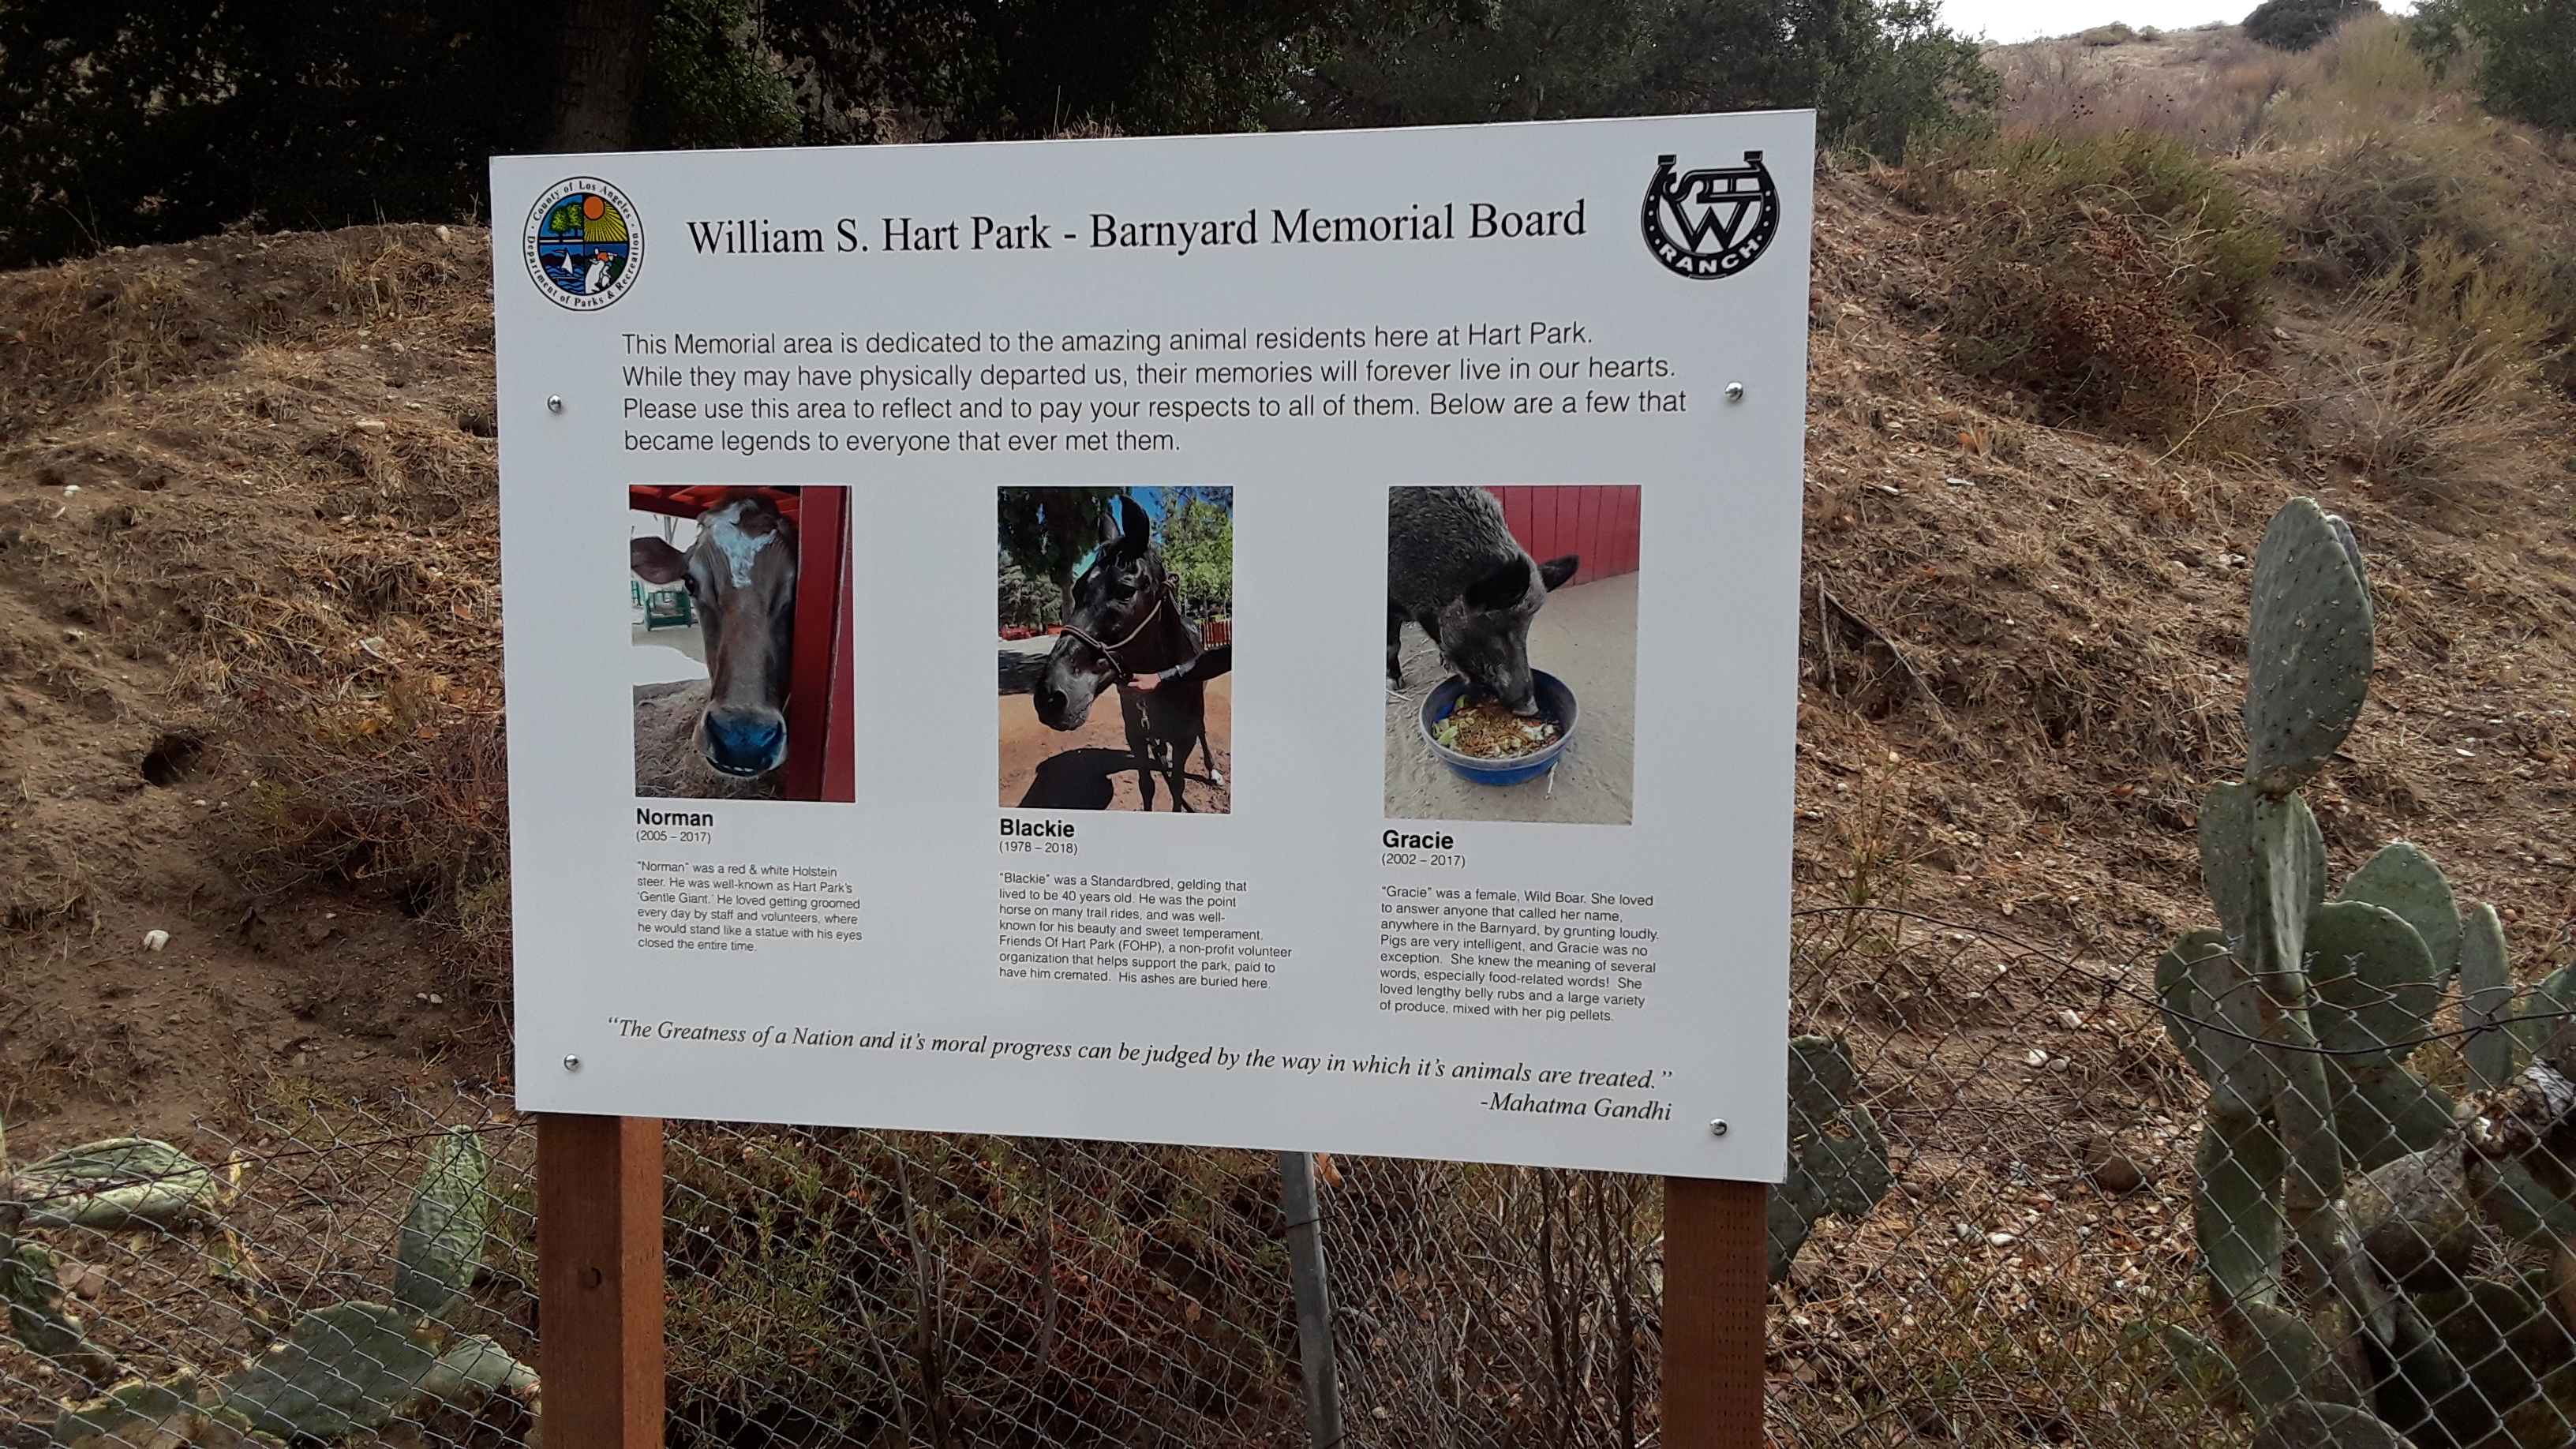 County of Los Angeles
Department of Parks & Recreation
William S. Hart Park - Barnyard Memorial Board
WSH
RANCH
This Memorial area is dedicated to the amazing animal residents here at Hart Park.
While they may have physically departed us, their memories will forever live in our hearts.
Please use this area to reflect and to pay your respects to all of them. Below are a few that
became legends to everyone that ever met them.
Norman
(2005 – 2017)
"Norman" was a red & white Holstein
steer. He was well-known as Hart Park's
'Gentle Giant.' He loved getting groomed
every day by staff and volunteers, where
he would stand like a statue with his eyes
closed the entire time.
Blackie
(1978 – 2018)
"Blackie" was a Standardbred, gelding that
lived to be 40 years old. He was the point
horse on many trail rides, and was well-
known for his beauty and sweet temperament.
Friends Of Hart Park (FOHP), a non-profit volunteer
organization that helps support the park, paid to
have him cremated. His ashes are buried here.
Gracie
(2002 – 2017)
"Gracie" was a female, Wild Boar. She loved
to answer anyone that called her name,
anywhere in the Barnyard, by grunting loudly.
Pigs are very intelligent, and Gracie was no
exception. She knew the meaning of several
words, especially food-related words! She
loved lengthy belly rubs and a large variety
of produce, mixed with her pig pellets.
"The Greatness of a Nation and it's moral progress can be judged by the way in which it's animals are treated."
-Mahatma Gandhi